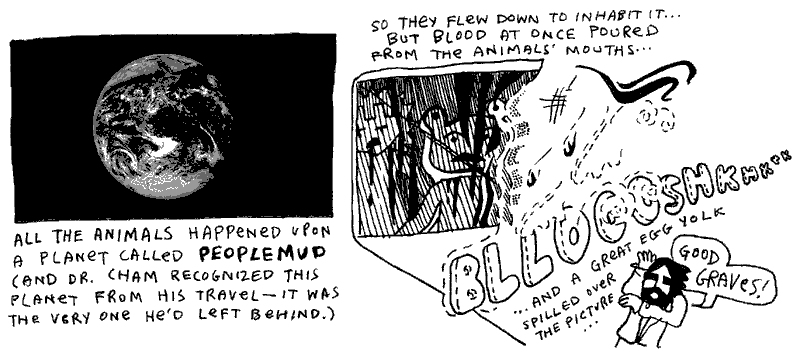 ALL THE ANIMALS HAPPENED UPON
A PLANET CALLED PEOPLEMUD
(AND DR. CHAM RECOGNIZED THIS
PLANET FROM HIS TRAVEL—IT WAS
THE VERY ONE HE'D LEFT BEHIND.)
SO THEY FLEW DOWN TO INHABIT IT...
BUT BLOOD AT ONCE POURED
FROM THE ANIMALS' MOUTHS...
BLLOCUSHKHKKK
...AND A GREAT EGG YOLK
SPILLED OVER
THE PICTURE
...
GOOD
GRAVES!